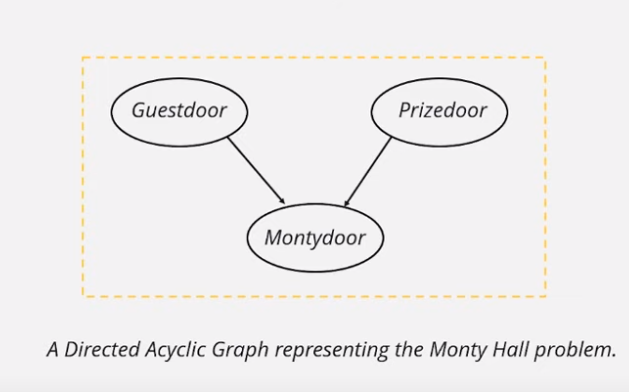 Guestdoor
Prizedoor
Montydoor
A Directed Acyclic Graph representing the Monty Hall problem.